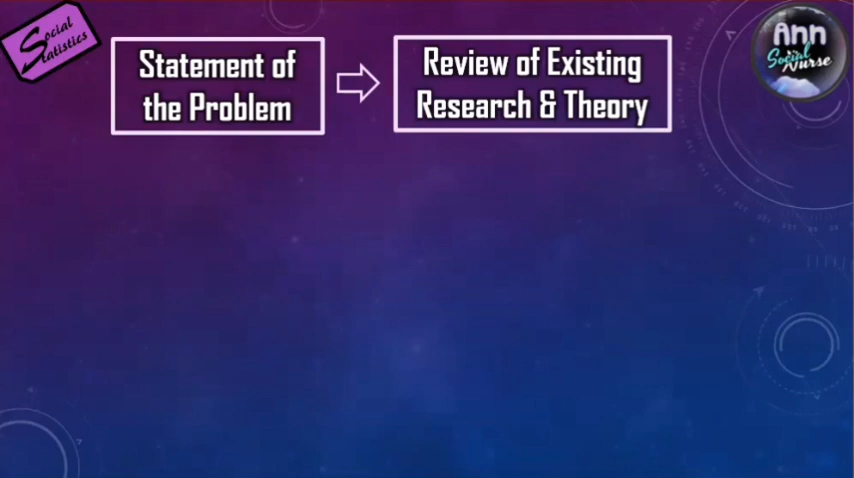 Social
Statistics
Statement of
the Problem
Review of Existing
Research & Theory
Ann
Social
Nurse